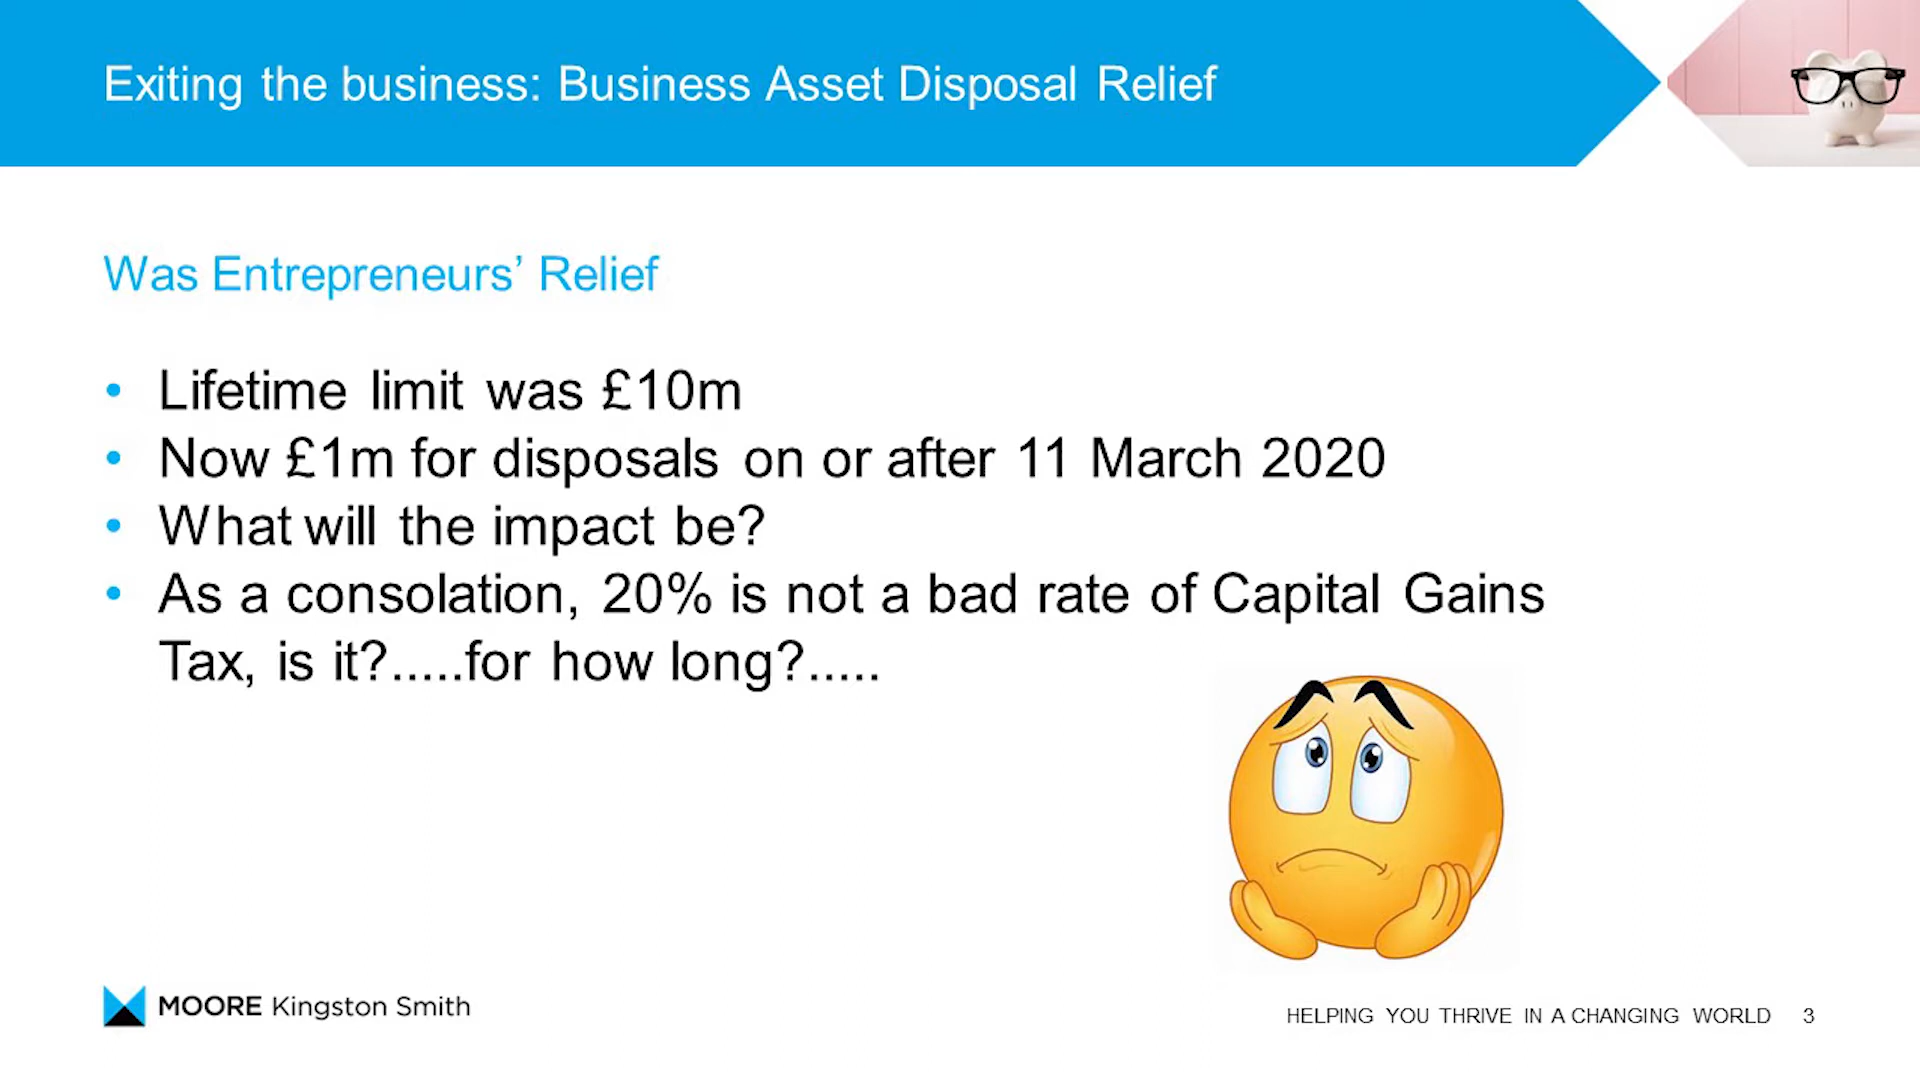 Exiting the business: Business Asset Disposal Relief
Was Entrepreneurs’ Relief
• Lifetime limit was £10m
• Now £1m for disposals on or after 11 March 2020
• What will the impact be?
• As a consolation, 20% is not a bad rate of Capital Gains
Tax, is it?.....for how long?.....
MOORE Kingston Smith
HELPING YOU THRIVE IN A CHANGING WORLD 3